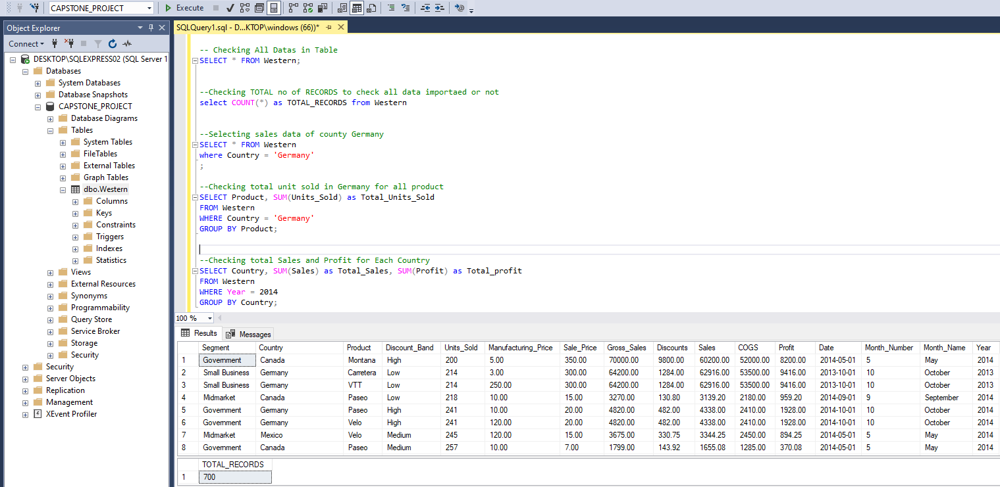 CAPSTONE_PROJECT Execute
Object Explorer
Connect
DESKTOP\SQLEXPRESS02 (SQL Server 1
Databases
System Databases
Database Snapshots
CAPSTONE_PROJECT
Database Diagrams
Tables
System Tables
FileTables
External Tables
Graph Tables
dbo.Western
Columns
Keys
Constraints
Triggers
Indexes
Statistics
Views
External Resources
Synonyms
Programmability
Query Store
Service Broker
Storage
Security
Security
Server Objects
Replication
Management
XEvent Profiler
SQLQuery1.sql - D...KTOP\windows (66))*
-- Checking All Datas in Table
SELECT * FROM Western;
--Checking TOTAL no of RECORDS to check all data importaed or not
select COUNT(*) as TOTAL_RECORDS from Western
--Selecting sales data of county Germany
SELECT * FROM Western
where Country = 'Germany'
;
--Checking total unit sold in Germany for all product
SELECT Product, SUM(Units_Sold) as Total_Units_Sold
FROM Western
WHERE Country = 'Germany'
GROUP BY Product;
--Checking total Sales and Profit for Each Country
SELECT Country, SUM(Sales) as Total_Sales, SUM(Profit) as Total_profit
FROM Western
WHERE Year = 2014
GROUP BY Country;
100 %
Results Messages
Segment Country Product Discount_Band Units_Sold Manufacturing_Price Sale_Price Gross_Sales Discounts Sales COGS Profit Date Month_Number Month_Name Year
1 Government Canada Montana High 200 5.00 350.00 70000.00 9800.00 60200.00 52000.00 8200.00 2014-05-01 5 May 2014
2 Small Business Germany Carretera Low 214 3.00 300.00 64200.00 1284.00 62916.00 53500.00 9416.00 2013-10-01 10 October 2013
3 Small Business Germany VTT Low 214 250.00 300.00 64200.00 1284.00 62916.00 53500.00 9416.00 2013-10-01 10 October 2013
4 Midmarket Canada Paseo Low 218 10.00 15.00 3270.00 130.80 3139.20 2180.00 959.20 2014-09-01 9 September 2014
5 Government Germany Paseo High 241 10.00 20.00 4820.00 482.00 4338.00 2410.00 1928.00 2014-10-01 10 October 2014
6 Government Germany Velo High 241 120.00 20.00 4820.00 482.00 4338.00 2410.00 1928.00 2014-10-01 10 October 2014
7 Midmarket Mexico Velo Medium 245 120.00 15.00 3675.00 330.75 3344.25 2450.00 894.25 2014-05-01 5 May 2014
8 Government Canada Paseo Medium 257 10.00 7.00 1799.00 143.92 1655.08 1285.00 370.08 2014-05-01 5 May 2014
TOTAL_RECORDS
1 700